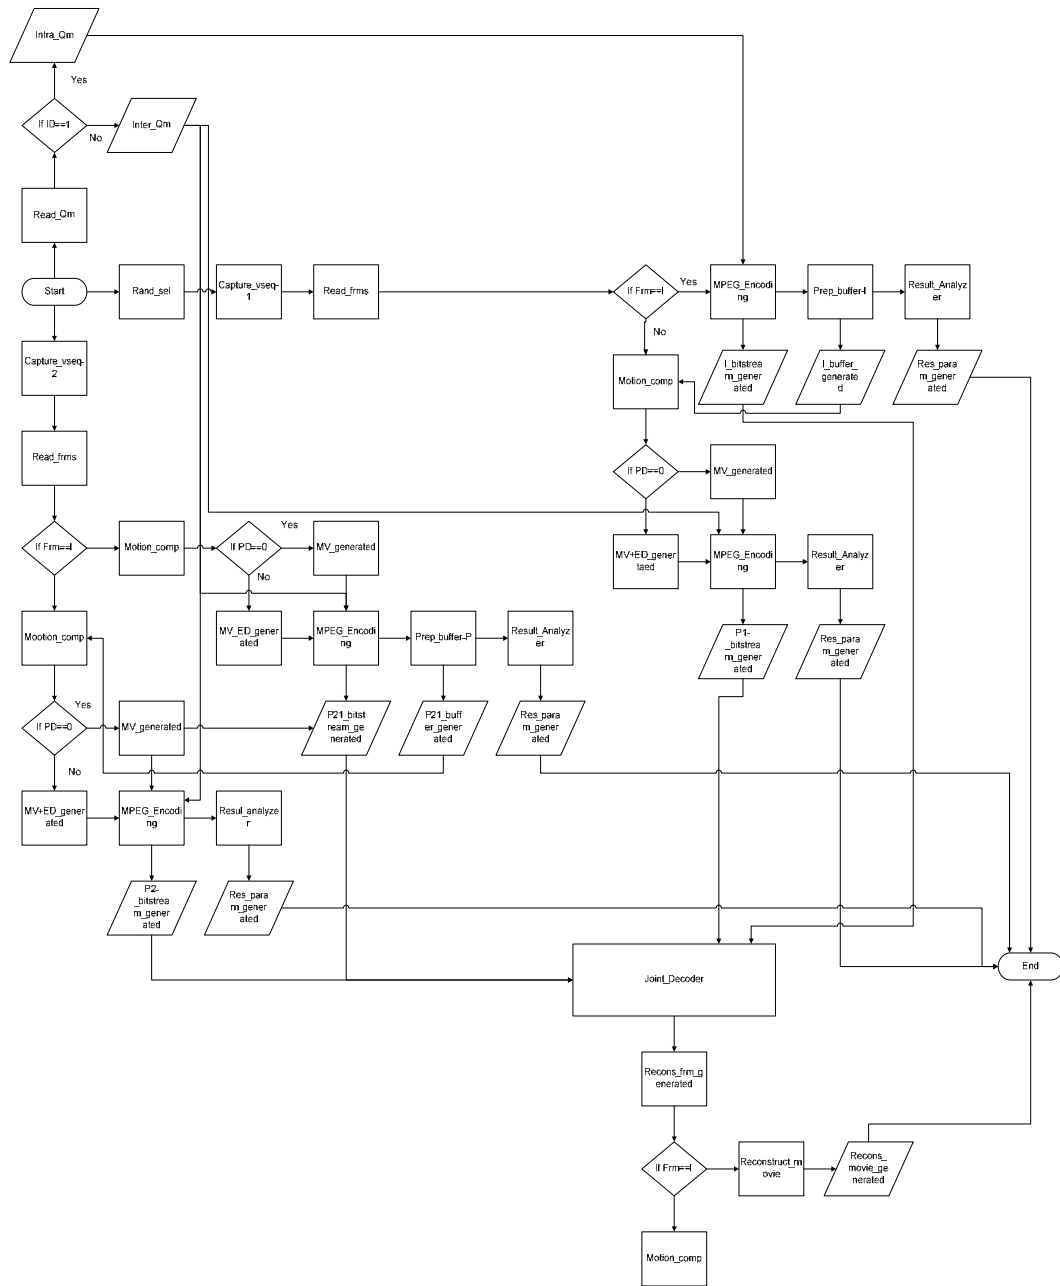 Intra_Qm
Yes
If ID==1
No
Inter_Qm
Read_Qm
Start
Rand_sel
Capture_vseq-
1
Read_frms
If Frm==I
Yes
MPEG_Encodi
ng
Prep_buffer-I
Result_Analyz
er
No
Capture_vseq-
2
Motion_comp
I_bitstrea
m_gener
ated
I_buffer_
generate
d
Res_para
m_gener
ated
Read_frms
If PD==0
MV_generated
If Frm==I
Motion_comp
If PD==0
Yes
MV_generated
No
MV+ED_gener
taed
MPEG_Encodi
ng
Result_Analyz
er
Mootion_comp
MV_ED_gener
ated
MPEG_Encodi
ng
Prep_buffer-P
Result_Analyz
er
P1-
_bitstrea
m_gener
ated
Res_para
m_gener
ated
If PD==0
Yes
MV_generated
P21_bitst
ream_ge
nerated
P21_buff
er_gener
ated
Res_para
m_gener
ated
No
MV+ED_gener
ated
MPEG_Encodi
ng
Resul_analyze
r
P2-
_bitstrea
m_gener
ated
Res_para
m_gener
ated
Joint_Decoder
End
Recons_frm_g
enerated
If Frm==I
Reconstruct_m
ovie
Recons_
movie_ge
nerated
Motion_comp